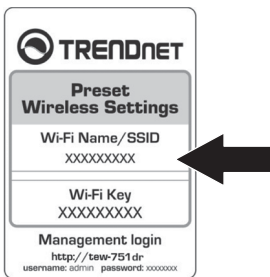 TRENDNET
Preset
Wireless Settings
Wi-Fi Name/SSID
XXXXXXXXX
Wi-Fi Key
XXXXXXXXX
Management login
http://tew-751dr
username: admin password: xxxxxxxx